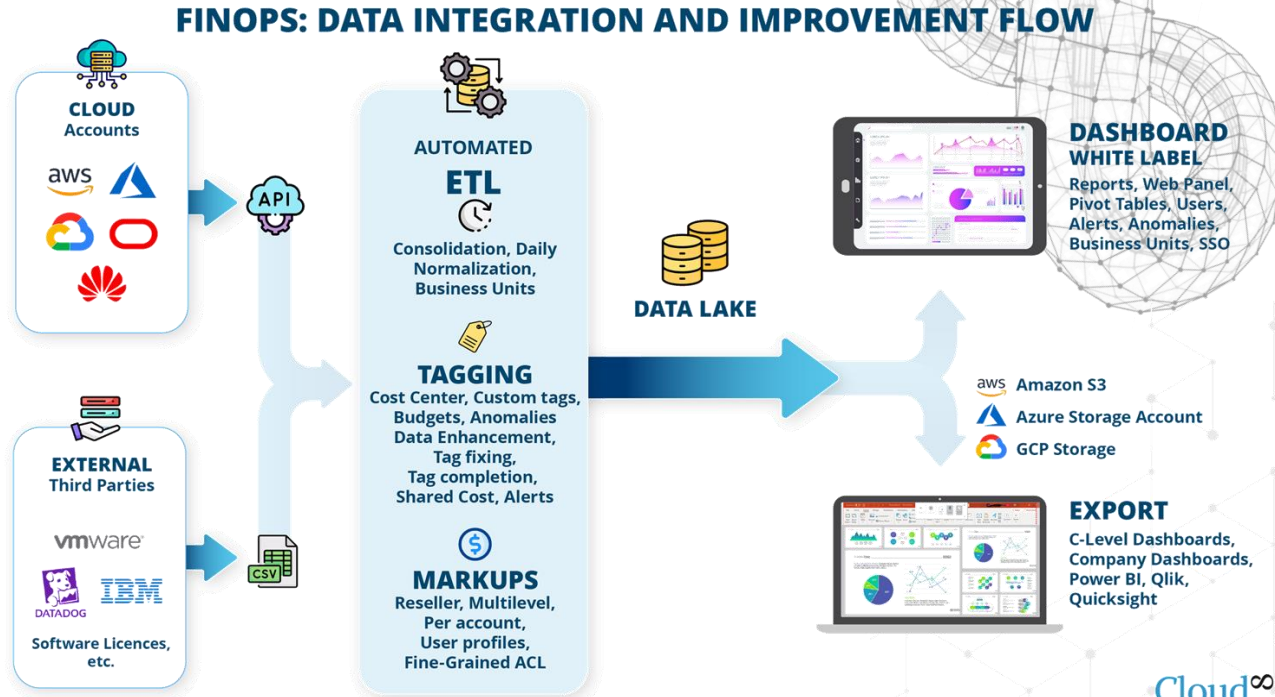 FINOPS: DATA INTEGRATION AND IMPROVEMENT FLOW
CLOUD
Accounts
aws
API
EXTERNAL
Third Parties
vmware
DATADOG
IBM
Software Licences,
etc.
CSV
AUTOMATED
ETL
Consolidation, Daily
Normalization,
Business Units
TAGGING
Cost Center, Custom tags,
Budgets, Anomalies
Data Enhancement,
Tag fixing,
Tag completion,
Shared Cost, Alerts
MARKUPS
Reseller, Multilevel,
Per account,
User profiles,
Fine-Grained ACL
DATA LAKE
DASHBOARD
WHITE LABEL
Reports, Web Panel,
Pivot Tables, Users,
Alerts, Anomalies,
Business Units, SSO
aws Amazon S3
Azure Storage Account
GCP Storage
EXPORT
C-Level Dashboards,
Company Dashboards,
Power BI, Qlik,
Quicksight
Cloud8